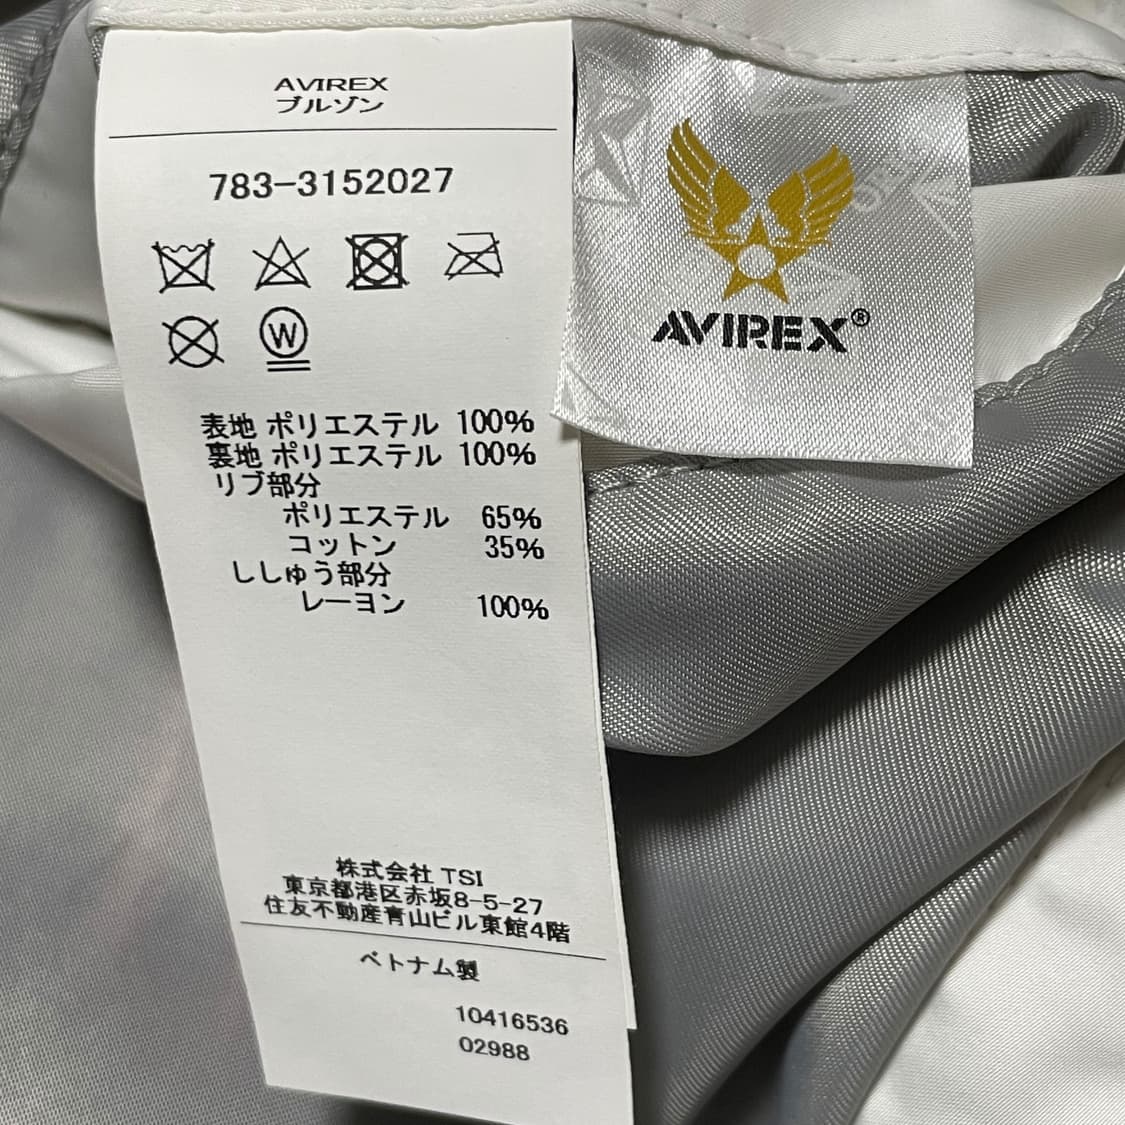 AVIREX
ブルゾン
783-3152027
W
表地 ポリエステル 100%
裏地 ポリエステル 100%
リブ部分
ポリエステル 65%
コットン 35%
ししゅう部分
レーヨン 100%
株式会社 TSI
東京都港区赤坂8-5-27
住友不動産青山ビル東館4階
ベトナム製
10416536
02988
AVIREX®